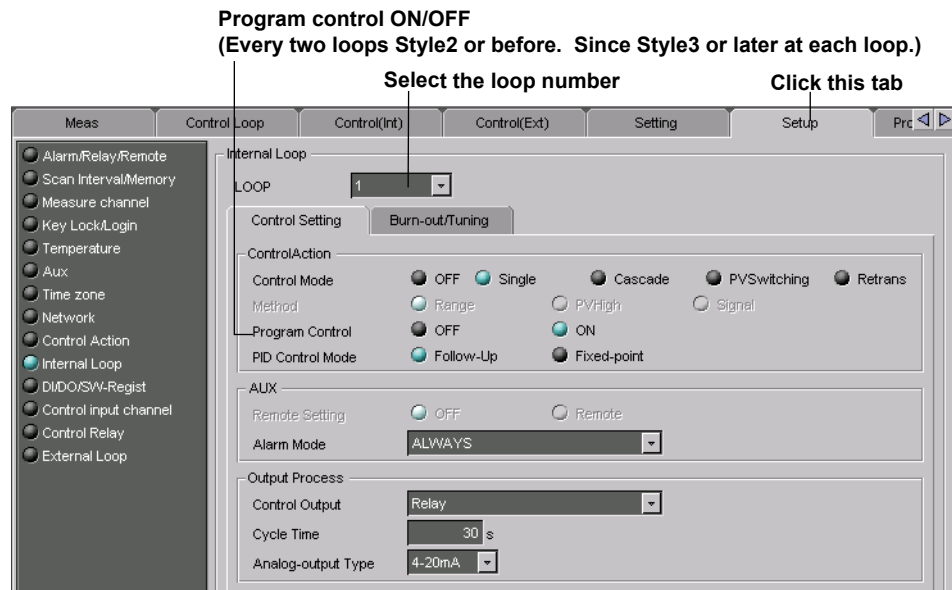 Program control ON/OFF
(Every two loops Style2 or before.  Since Style3 or later at each loop.)
Select the loop number
Click this tab
Meas
Control Loop
Control(Int)
Control(Ext)
Setting
Setup
Alarm/Relay/Remote
Scan Interval/Memory
Measure channel
Key Lock/Login
Temperature
Aux
Time zone
Network
Control Action
Internal Loop
DI/DO/SW-Regist
Control input channel
Control Relay
External Loop
Internal Loop
LOOP 1
Control Setting
Burn-out/Tuning
ControlAction
Control Mode OFF Single Cascade PVSwitching Retrans
Method Range PVHigh Signal
Program Control OFF ON
PID Control Mode Follow-Up Fixed-point
AUX
Remote Setting OFF Remote
Alarm Mode ALWAYS
Output Process
Control Output Relay
Cycle Time 30 s
Analog-output Type 4-20mA